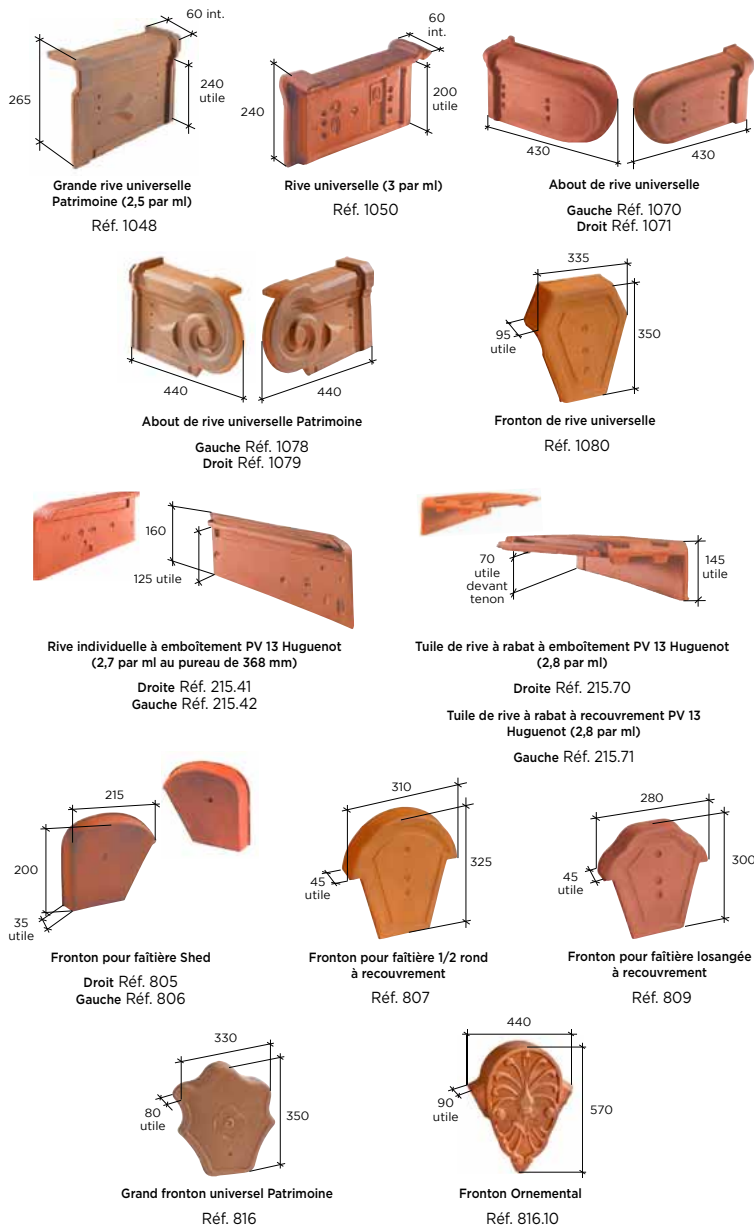 60 int.
265
240
utile
Grande rive universelle
Patrimoine (2,5 par ml)
Réf. 1048
60
int.
240
200
utile
Rive universelle (3 par ml)
Réf. 1050
430
430
About de rive universelle
Gauche Réf. 1070
Droit Réf. 1071
440
440
About de rive universelle Patrimoine
Gauche Réf. 1078
Droit Réf. 1079
335
95
utile
350
Fronton de rive universelle
Réf. 1080
160
125 utile
Rive individuelle à emboîtement PV 13 Huguenot
(2,7 par ml au pureau de 368 mm)
Droite Réf. 215.41
Gauche Réf. 215.42
70
utile
devant
tenon
145
utile
Tuile de rive à rabat à emboîtement PV 13 Huguenot
(2,8 par ml)
Droite Réf. 215.70
Tuile de rive à rabat à recouvrement PV 13
Huguenot (2,8 par ml)
Gauche Réf. 215.71
215
200
35
utile
Fronton pour faîtière Shed
Droit Réf. 805
Gauche Réf. 806
310
325
45
utile
Fronton pour faîtière 1/2 rond
à recouvrement
Réf. 807
280
300
45
utile
Fronton pour faîtière losangée
à recouvrement
Réf. 809
330
80
utile
350
Grand fronton universel Patrimoine
Réf. 816
440
90
utile
570
Fronton Ornemental
Réf. 816.10